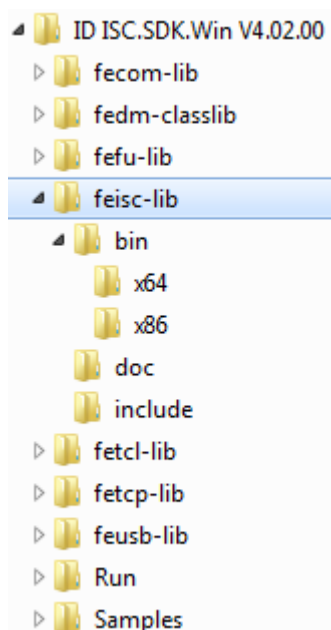 ID ISC.SDK.Win V4.02.00
fecom-lib
fedm-classlib
fefu-lib
feisc-lib
bin
x64
x86
doc
include
fetcl-lib
fetcp-lib
feusb-lib
Run
Samples